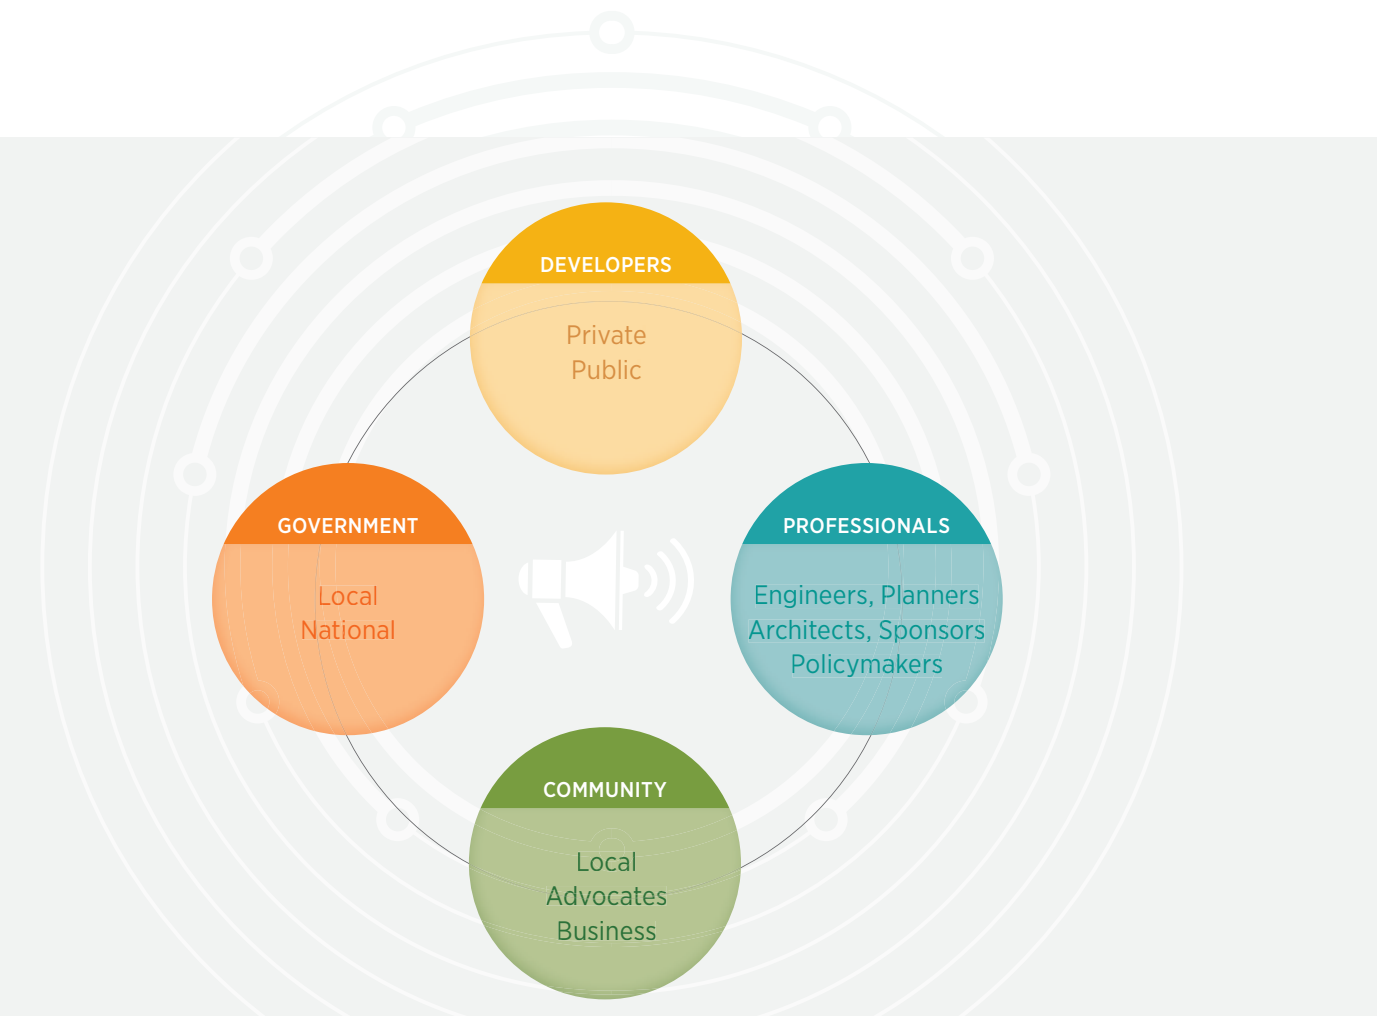 DEVELOPERS
Private
Public
GOVERNMENT
Local
National
PROFESSIONALS
Engineers, Planners
Architects, Sponsors
Policymakers
COMMUNITY
Local
Advocates
Business